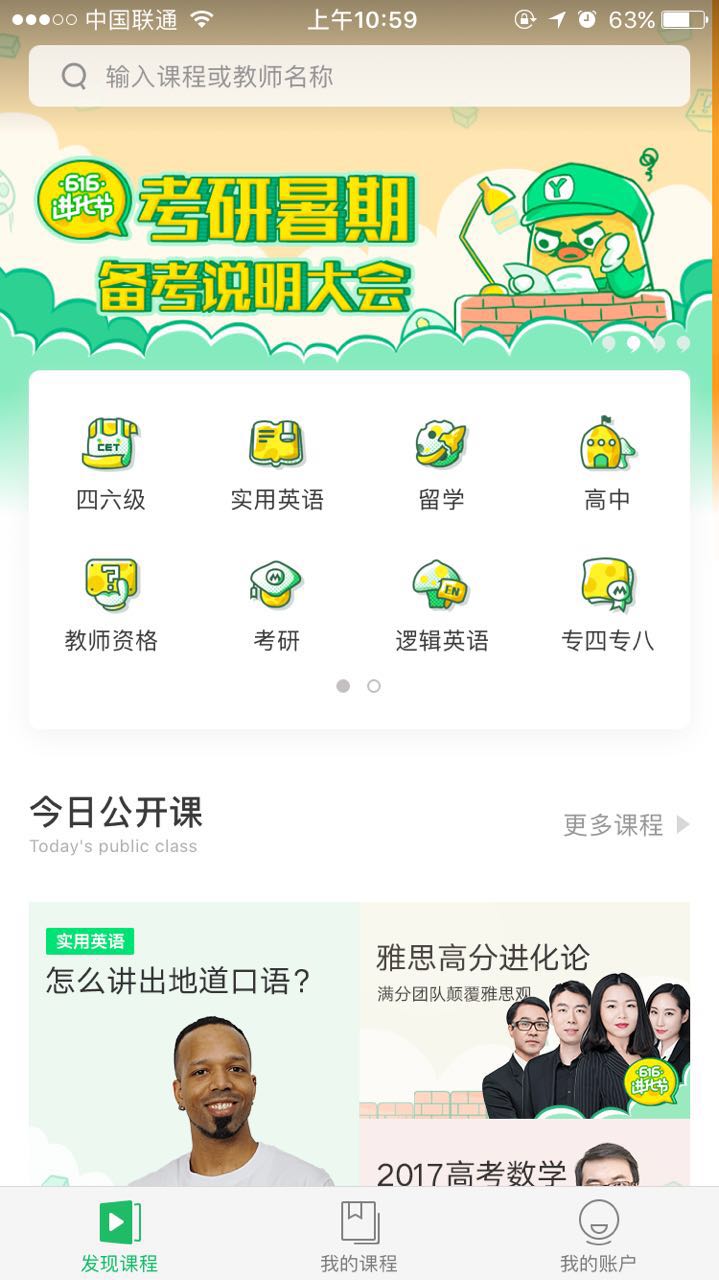 中国联通
上午10:59
63%
输入课程或教师名称
·616·
进化节
考研暑期
备考说明大会
Y
CET
四六级
实用英语
留学
高中
?
M
EN
M
教师资格
考研
逻辑英语
专四专八
今日公开课
更多课程
Today's public class
实用英语
怎么讲出地道口语?
雅思高分进化论
满分团队颠覆雅思观
·616·
进化节
2017高考数学
发现课程
我的课程
我的账户